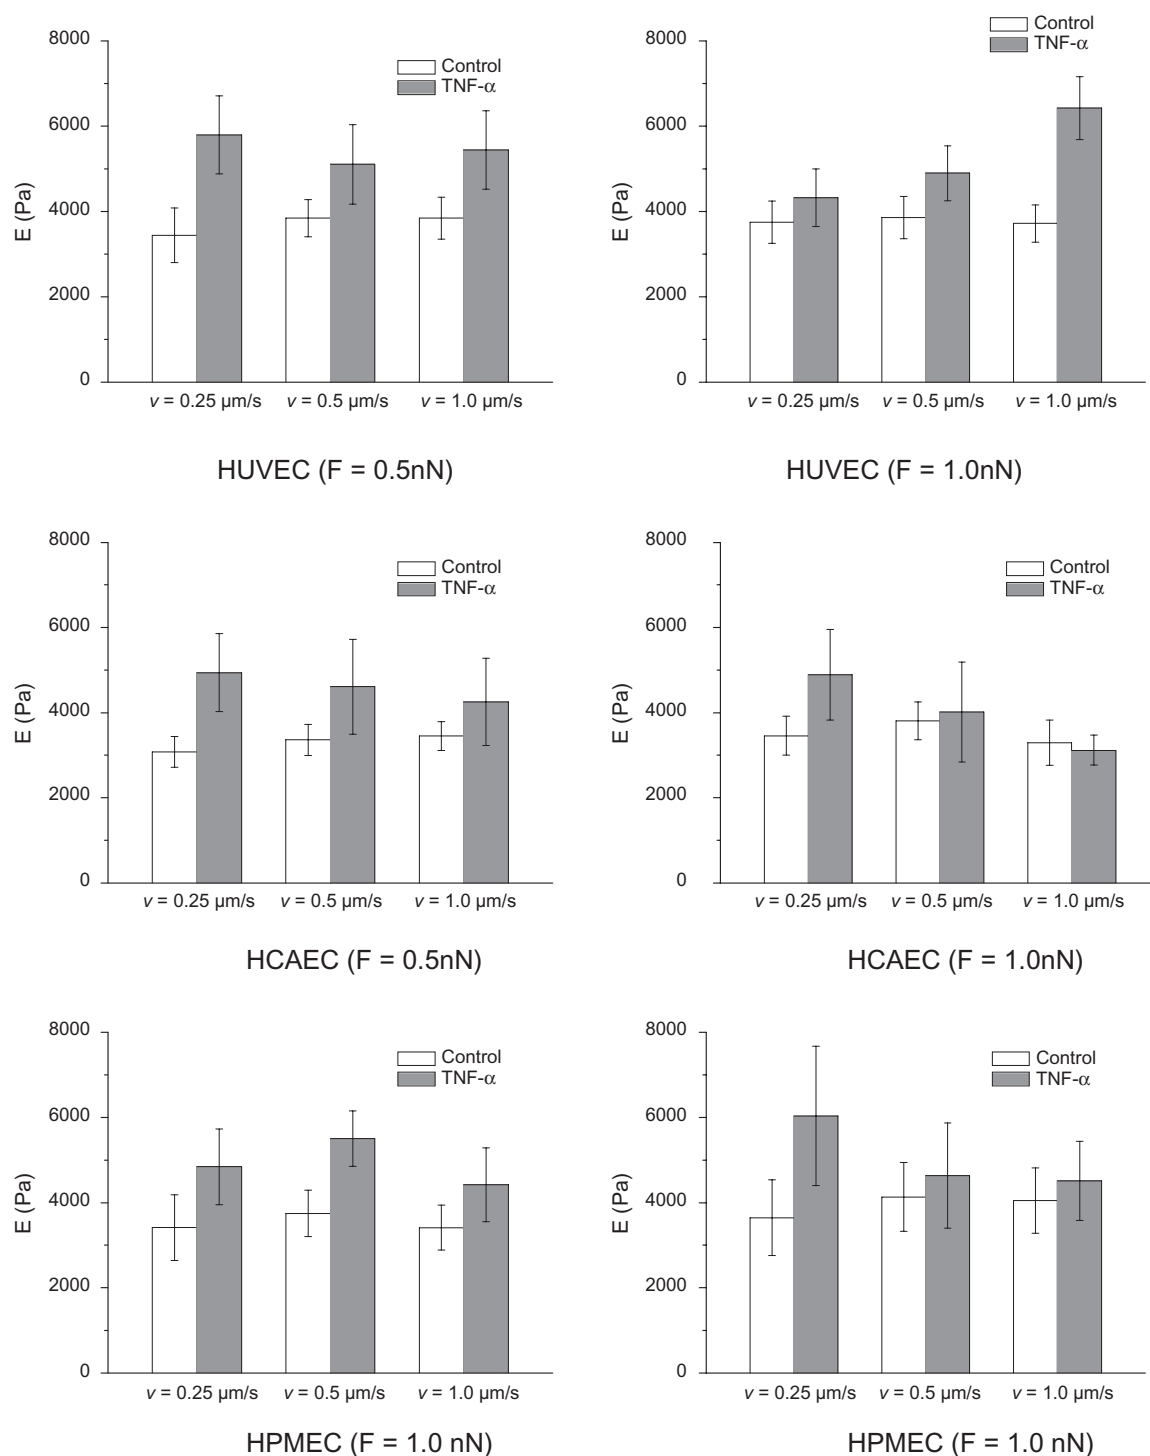 8000
6000
4000
2000
0
E (Pa)
Control
TNF-α
v = 0.25 µm/s
v = 0.5 µm/s
v = 1.0 µm/s
HUVEC (F = 0.5nN)
8000
6000
4000
2000
0
E (Pa)
Control
TNF-α
v = 0.25 µm/s
v = 0.5 µm/s
v = 1.0 µm/s
HUVEC (F = 1.0nN)
8000
6000
4000
2000
0
E (Pa)
Control
TNF-α
v = 0.25 µm/s
v = 0.5 µm/s
v = 1.0 µm/s
HCAEC (F = 0.5nN)
8000
6000
4000
2000
0
E (Pa)
Control
TNF-α
v = 0.25 µm/s
v = 0.5 µm/s
v = 1.0 µm/s
HCAEC (F = 1.0nN)
8000
6000
4000
2000
0
E (Pa)
Control
TNF-α
v = 0.25 µm/s
v = 0.5 µm/s
v = 1.0 µm/s
HPMEC (F = 1.0 nN)
8000
6000
4000
2000
0
E (Pa)
Control
TNF-α
v = 0.25 µm/s
v = 0.5 µm/s
v = 1.0 µm/s
HPMEC (F = 1.0 nN)